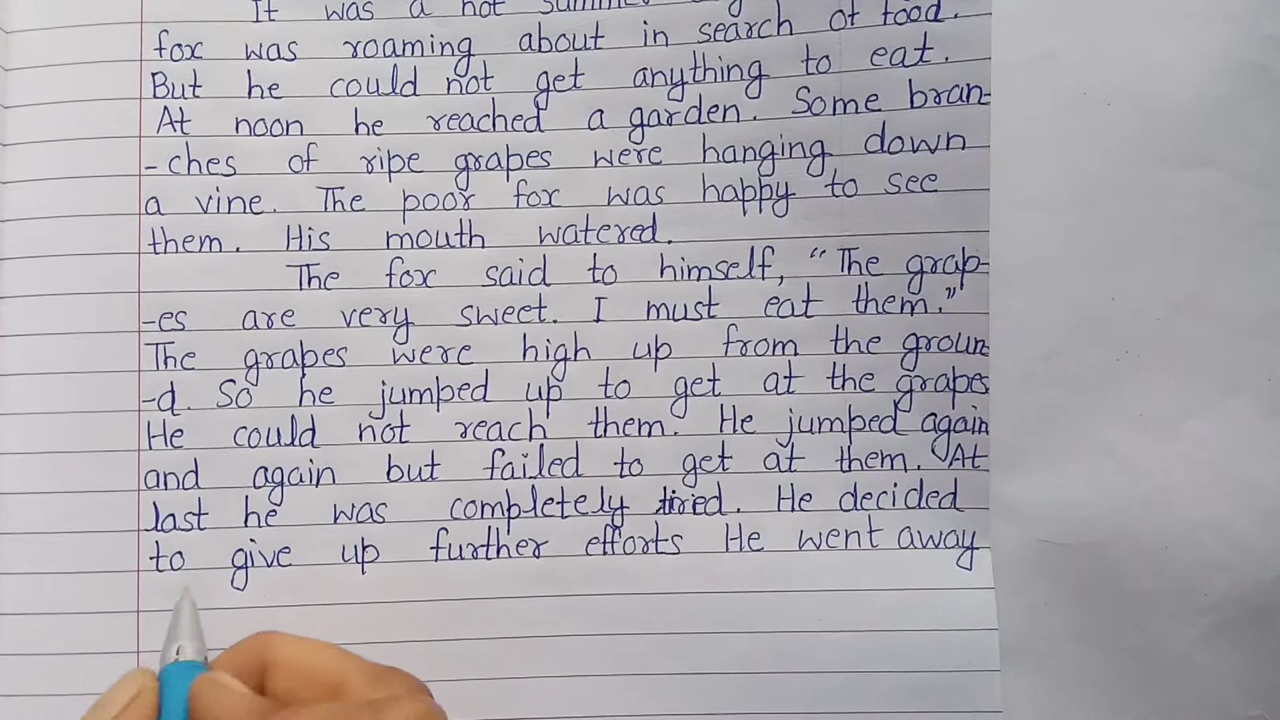 It was a hot summer
fox was roaming about in search of food.
But he could not get anything to eat.
At noon he reached a garden. Some bran-
-ches of ripe grapes were hanging down
a vine. The poor fox was happy to see
them. His mouth watered.
The fox said to himself, "The grap-
-es are very sweet. I must eat them."
The grapes were high up from the groun
-d. So he jumped up to get at the grapes
He could not reach them. He jumped again
and again but failed to get at them. At
last he was completely tired. He decided
to give up further efforts He went away